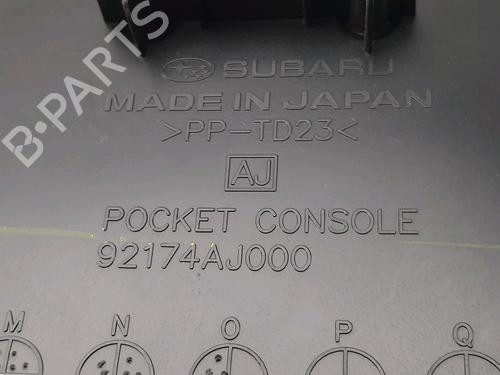 SUBARU
MADE IN JAPAN
>PP-TD23<
AJ
POCKET CONSOLE
92174AJ000
M N O P Q
B-PARTS